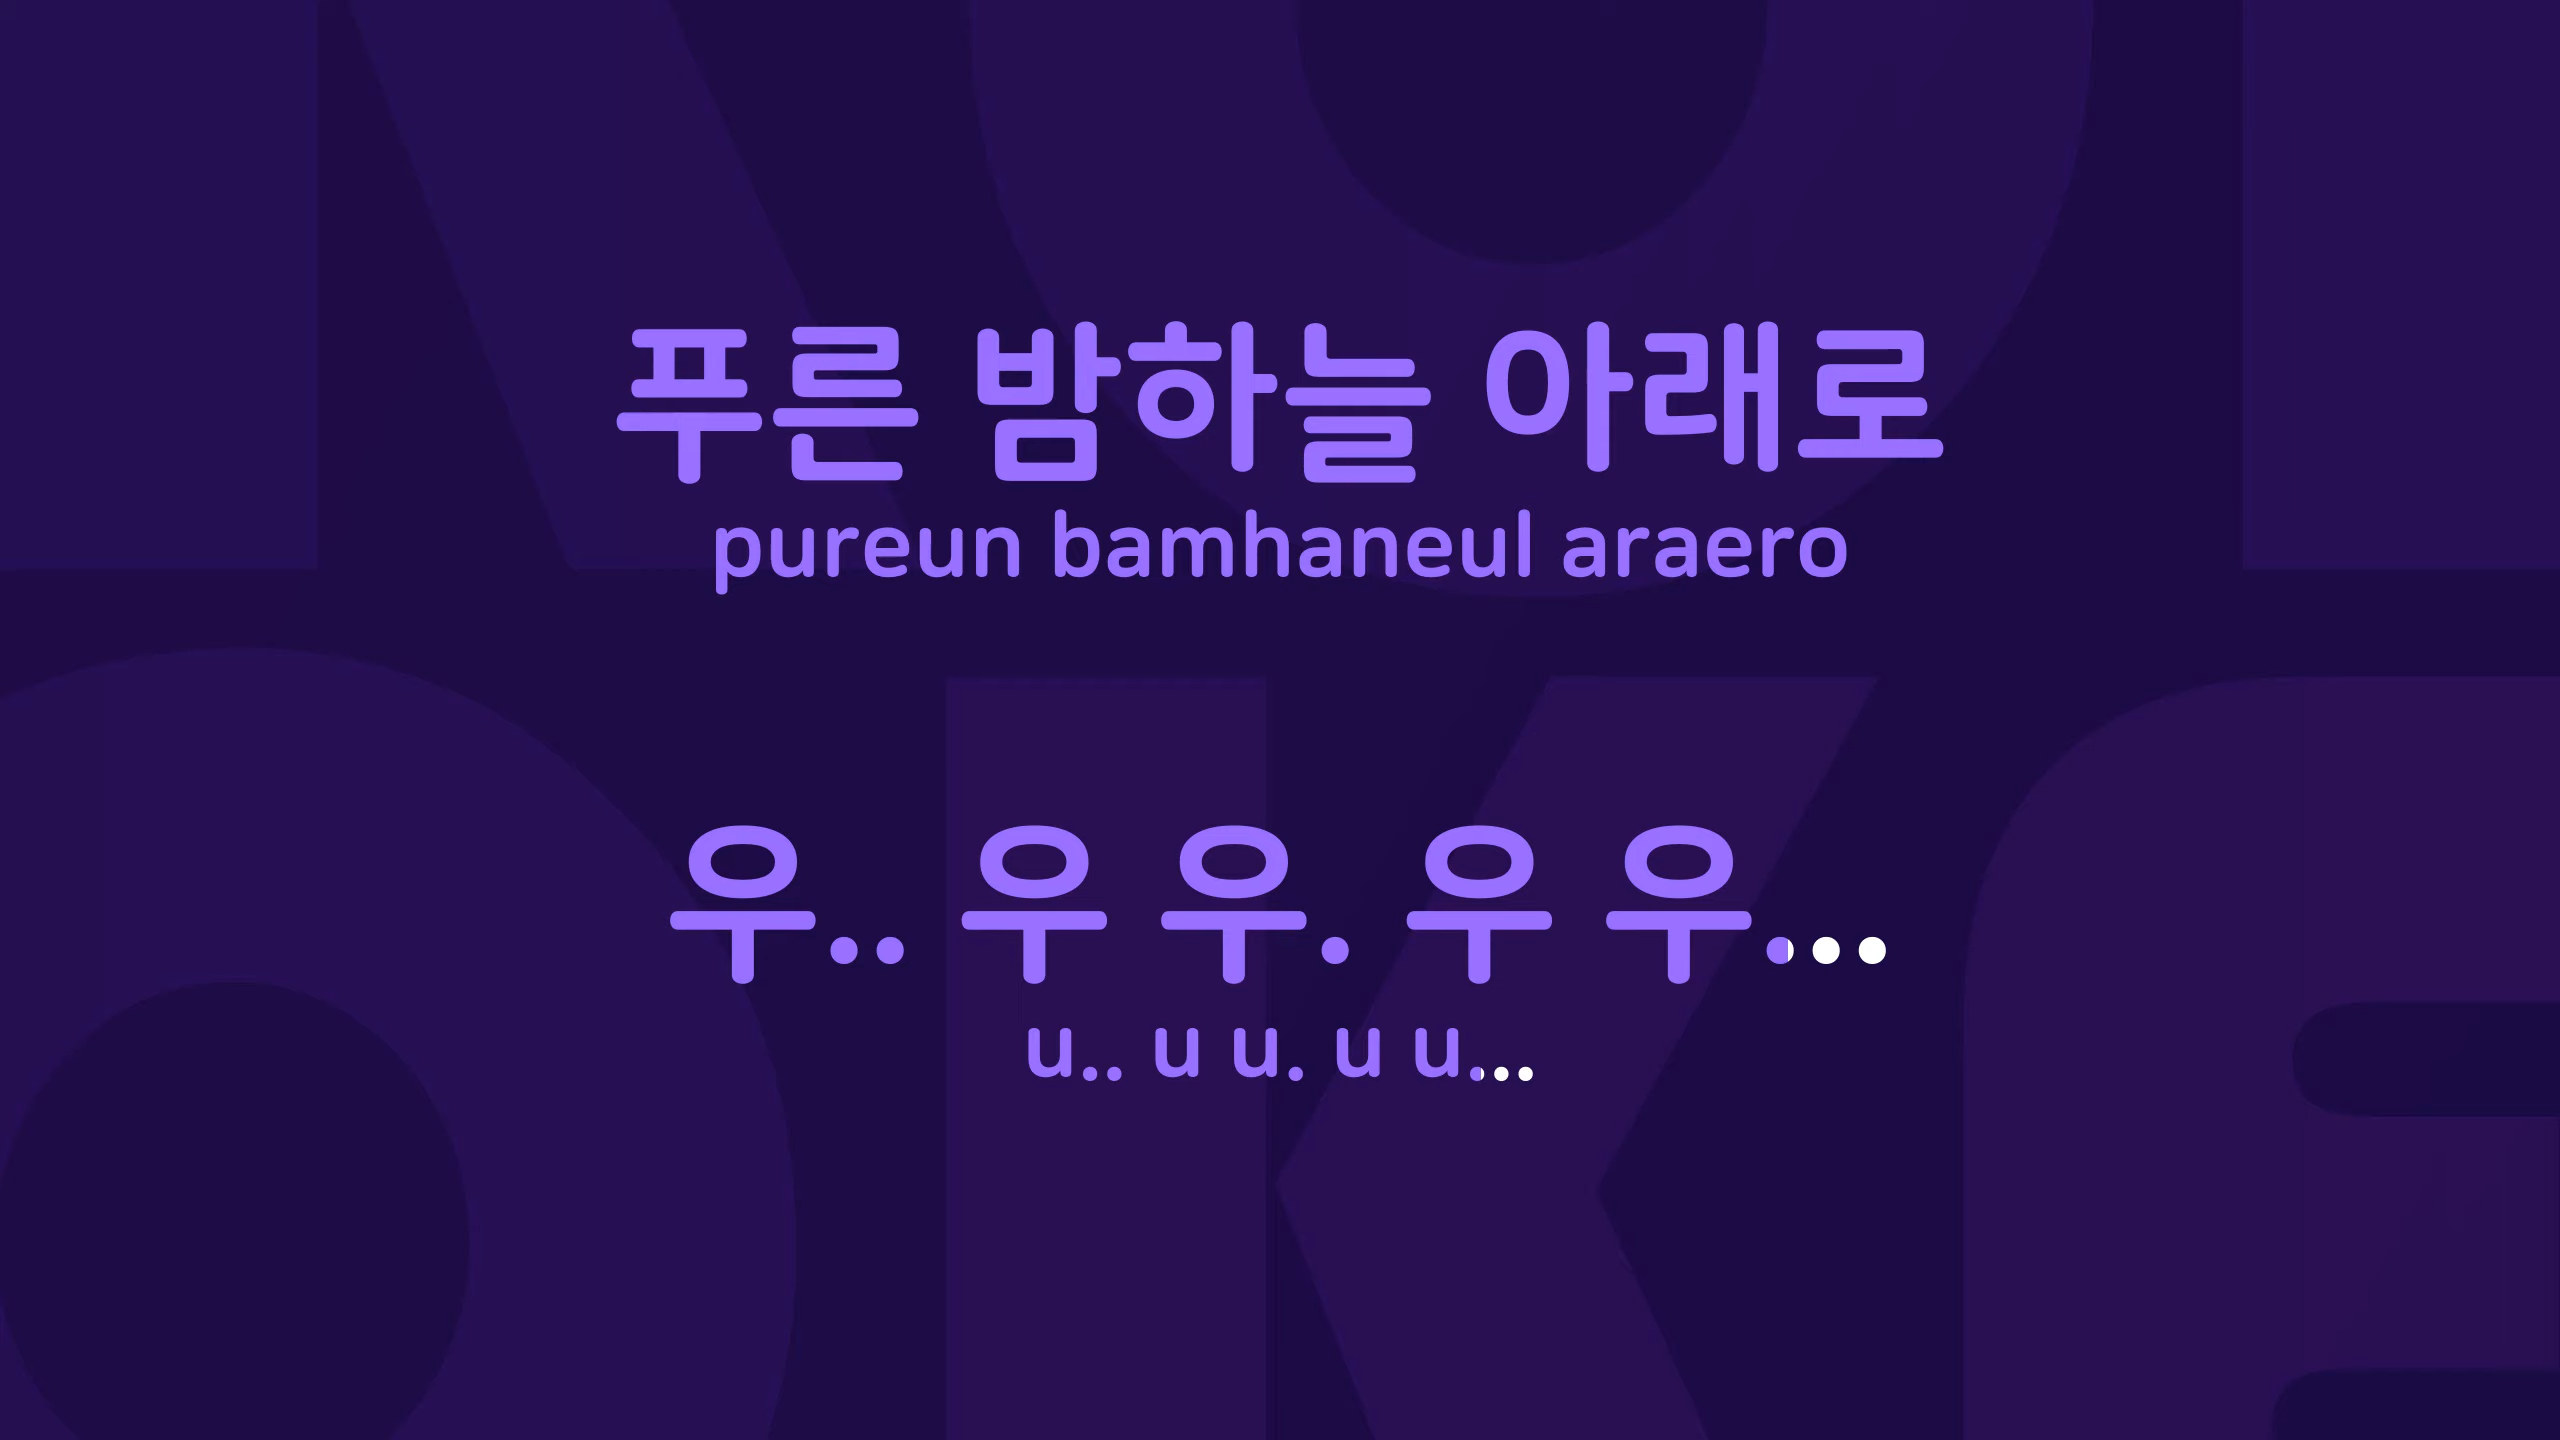 푸른 밤하늘 아래로
pureun bamhaneul araero
우.. 우 우. 우 우...
u.. u u. u u...